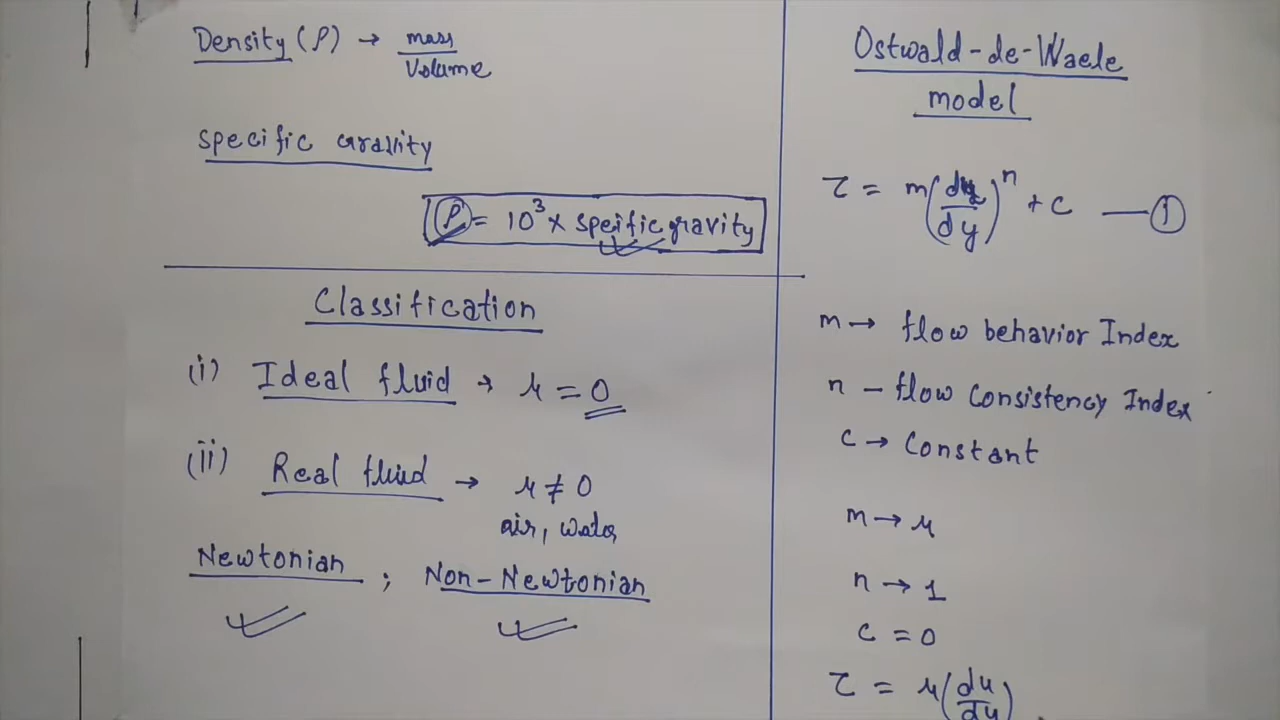 Density (ρ) → mass
Volume
Specific Gravity
ρ = 10³ × speific gravity
Classification
(i) Ideal fluid → μ = 0
(ii) Real fluid → μ ≠ 0
air, water
Newtonian ; Non-Newtonian
Ostwald-de-Waele
model
τ = m(du/dy)ⁿ + c —①
m → flow behavior Index
n - flow Consistency Index
c → Constant
m → μ
n → 1
c = 0
τ = μ(du/dy)